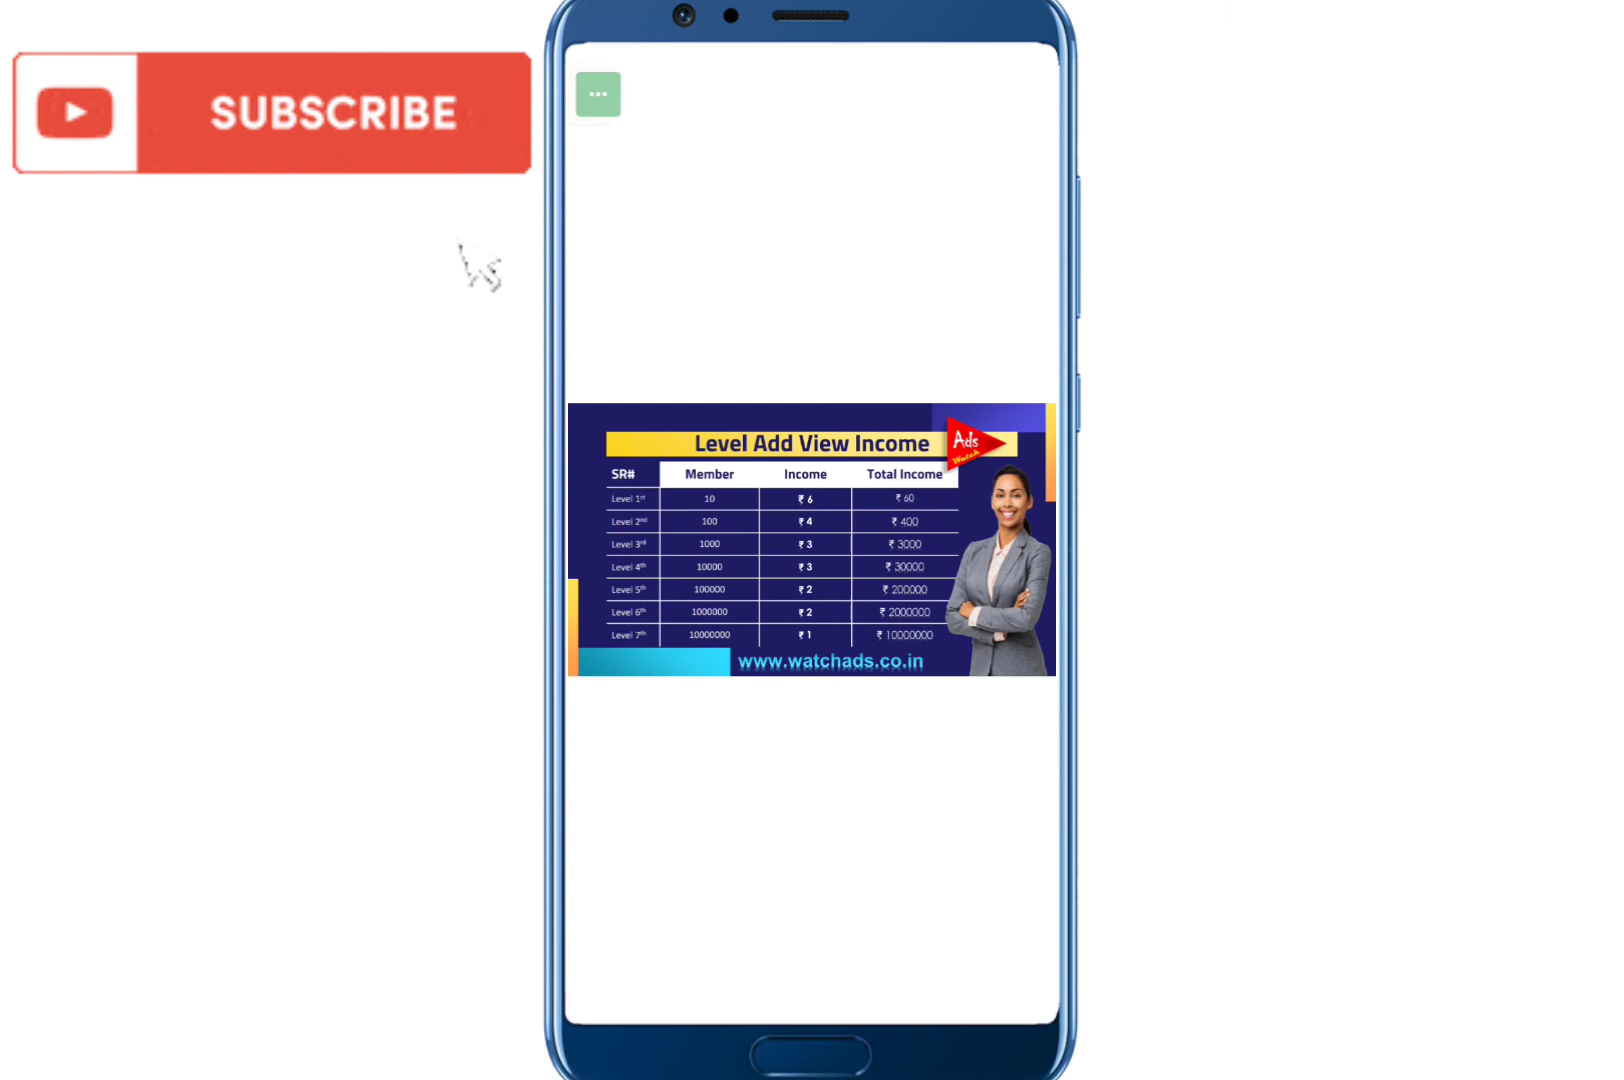 SUBSCRIBE
Level Add View Income
Ads
Watch
SR# Member Income Total Income
Level 1st 10 ₹ 6 ₹ 60
Level 2nd 100 ₹ 4 ₹ 400
Level 3rd 1000 ₹ 3 ₹ 3000
Level 4th 10000 ₹ 3 ₹ 30000
Level 5th 100000 ₹ 2 ₹ 200000
Level 6th 1000000 ₹ 2 ₹ 2000000
Level 7th 10000000 ₹ 1 ₹ 10000000
www.watchads.co.in